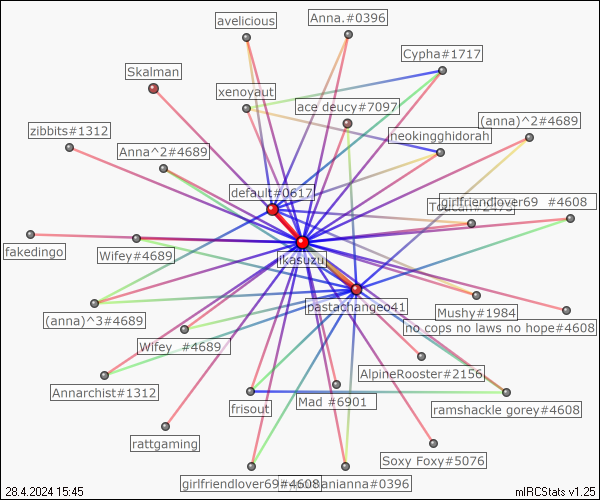 avelicious
Anna.#0396
Cypha#1717
Skalman
xenoyaut
ace deucy#7097
(anna)^2#4689
zibbits#1312
neokingghidorah
Anna^2#4689
default#0617
girlfriendlover69 #4608
fakedingo
Wifey#4689
ikasuzu
(anna)^3#4689
pastachangeo41
Mushy#1984
no cops no laws no hope#4608
Wifey #4689
AlpineRooster#2156
Annarchist#1312
frisout
Mad #6901
ramshackle gorey#4608
rattgaming
Soxy Foxy#5076
girlfriendlover69#4608
anianna#0396
28.4.2024 15:45
mIRCStats v1.25